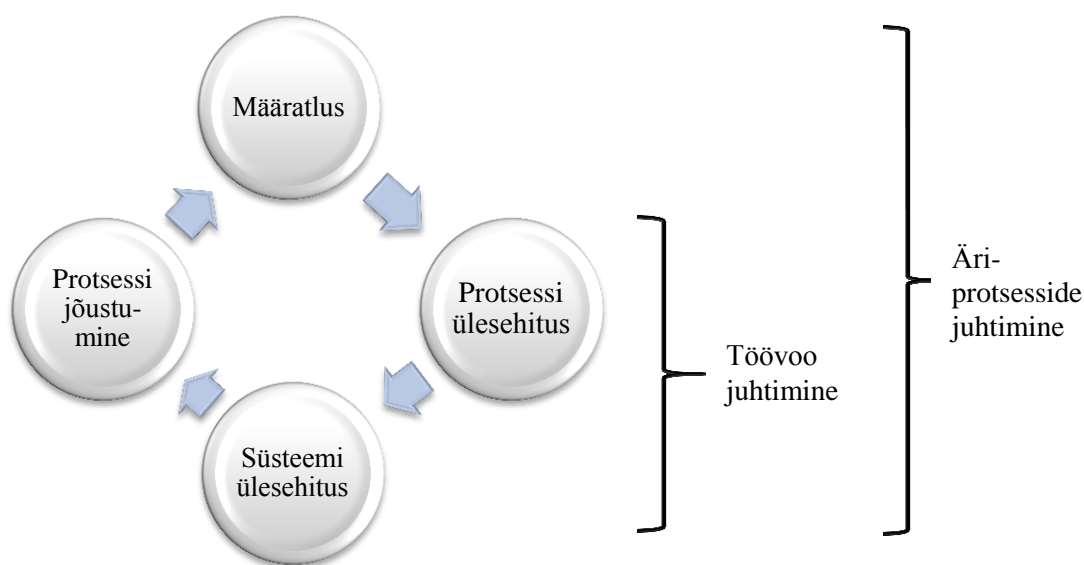 Määratlus
Protsessi
ülesehitus
Süsteemi
ülesehitus
Protsessi
jõustu-
mine
Töövoo
juhtimine
Äri-
protsesside
juhtimine